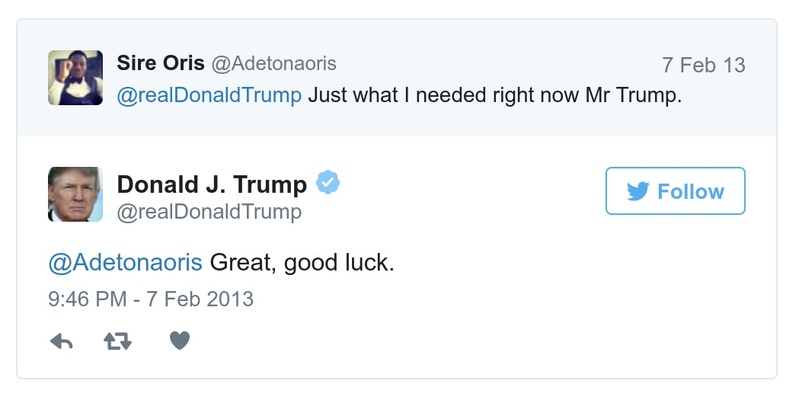 Sire Oris @Adetonaoris 7 Feb 13
@realDonaldTrump Just what I needed right now Mr Trump.
Donald J. Trump
@realDonaldTrump
Follow
@Adetonaoris Great, good luck.
9:46 PM - 7 Feb 2013